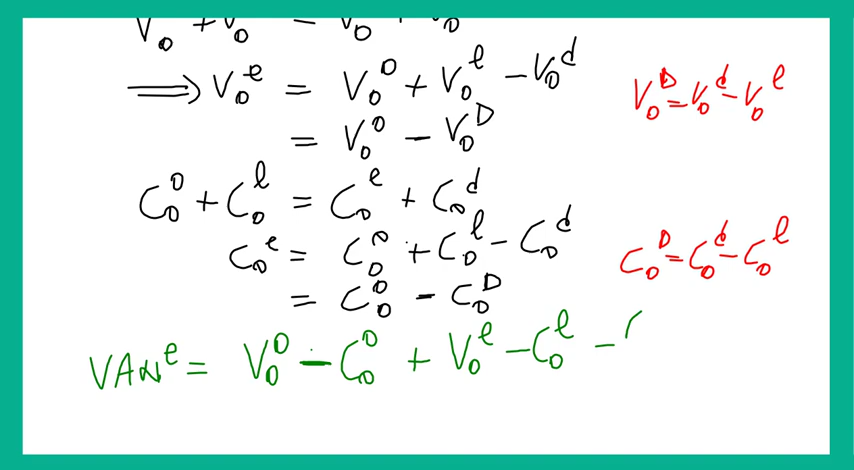 ⟹ V₀ᵉ = V₀⁰ + V₀ˡ − V₀ᵈ
V₀ᴰ = V₀ᵈ − V₀ˡ
= V₀⁰ − V₀ᴰ
C₀⁰ + C₀ˡ = C₀ᵉ + C₀ᵈ
C₀ᵉ = C₀⁰ + C₀ˡ − C₀ᵈ
C₀ᴰ = C₀ᵈ − C₀ˡ
= C₀⁰ − C₀ᴰ
VANᵉ = V₀⁰ − C₀⁰ + V₀ˡ − C₀ˡ −